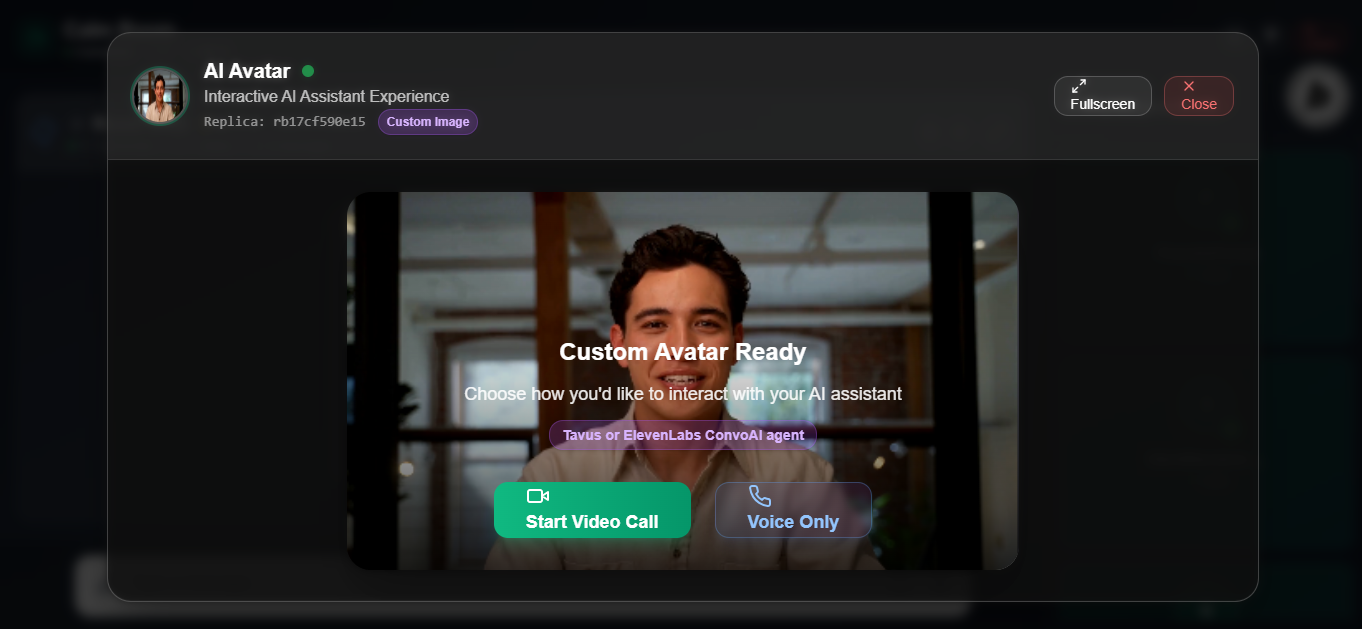 AI Avatar
Interactive AI Assistant Experience
Replica: rb17cf590e15 Custom Image
Fullscreen
Close
Custom Avatar Ready
Choose how you'd like to interact with your AI assistant
Tavus or ElevenLabs ConvoAI agent
Start Video Call
Voice Only